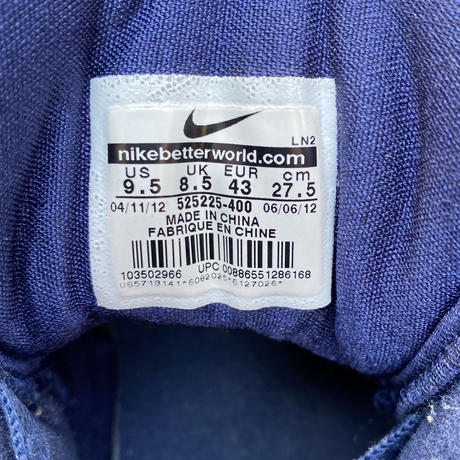 LN2
nikebetterworld.com
US UK EUR cm
9.5 8.5 43 27.5
04/11/12 525225-400 06/06/12
MADE IN CHINA
FABRIQUE EN CHINE
103502966 UPC 00886551286168